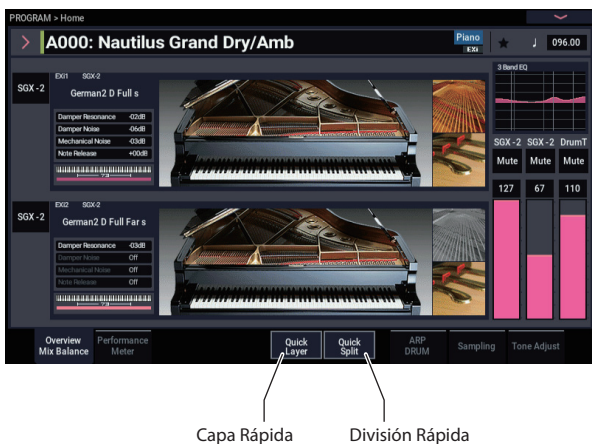 PROGRAM > Home
A000: Nautilus Grand Dry/Amb
Piano
EXi
096.00
SGX-2
EXI1 SGX-2
German2 D Full s
Damper Resonance -02dB
Damper Noise -06dB
Mechanical Noise -03dB
Note Release +00dB
73
SGX-2
EXI2 SGX-2
German2 D Full Far s
Damper Resonance -03dB
Damper Noise Off
Mechanical Noise Off
Note Release Off
73
3 Band EQ
SGX-2 SGX-2 DrumT
Mute Mute Mute
127 67 110
Overview
Mix Balance
Performance
Meter
Quick
Layer
Quick
Split
ARP
DRUM
Sampling
Tone Adjust
Capa Rápida
División Rápida